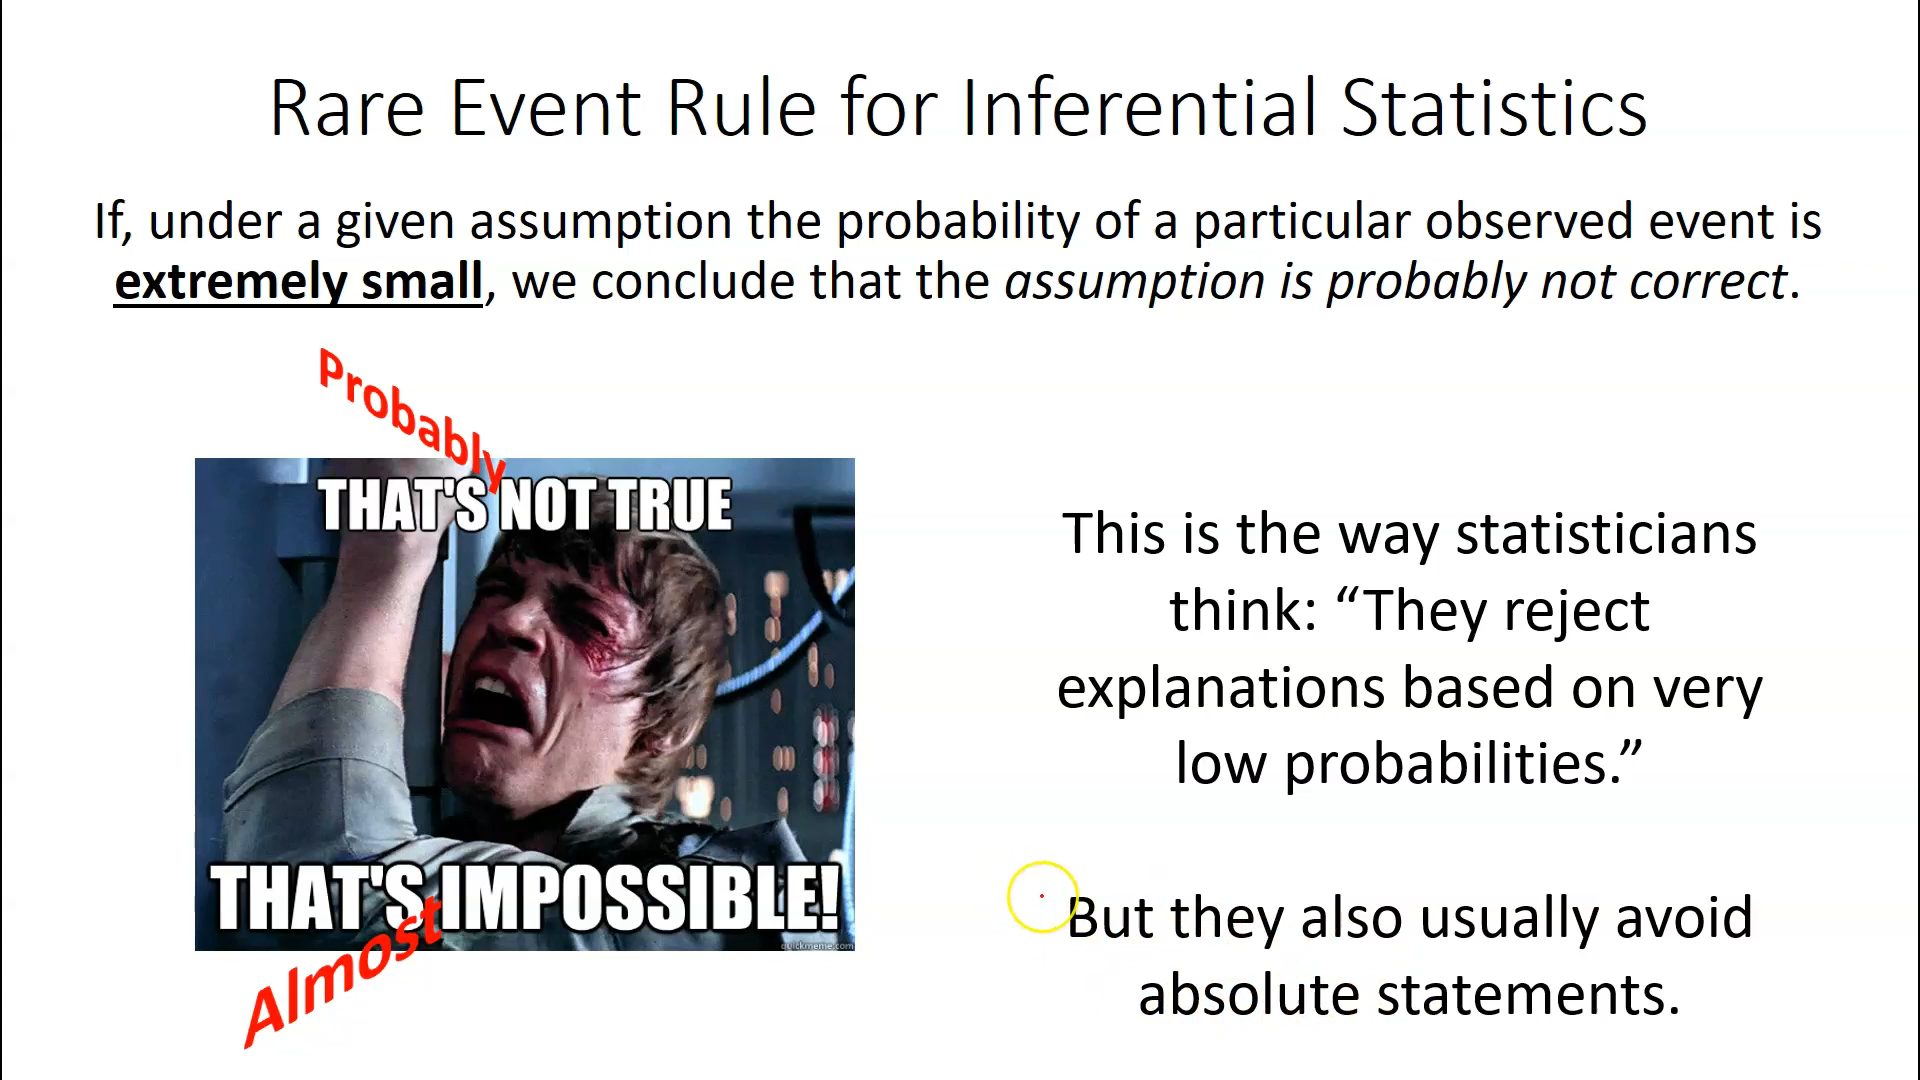 Rare Event Rule for Inferential Statistics
If, under a given assumption the probability of a particular observed event is
extremely small, we conclude that the assumption is probably not correct.
Probably
THAT'S NOT TRUE
THAT'S IMPOSSIBLE!
quickmeme.com
Almost
This is the way statisticians
think: “They reject
explanations based on very
low probabilities.”
But they also usually avoid
absolute statements.